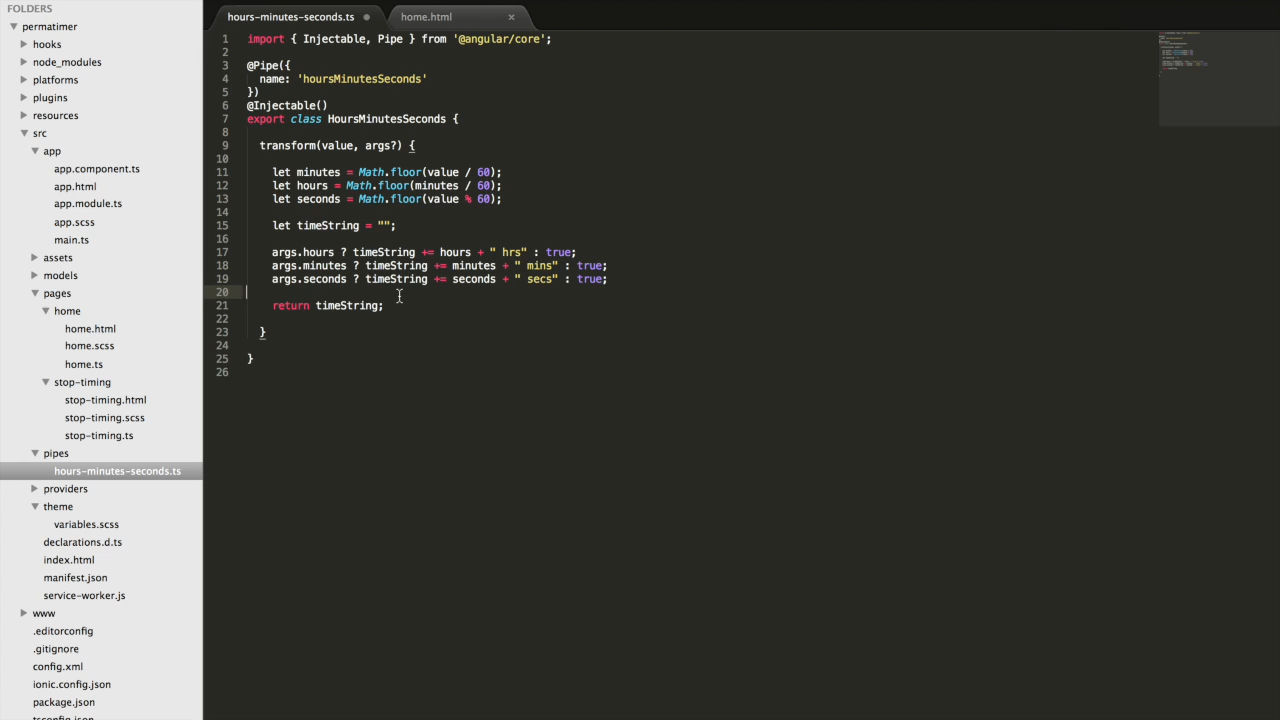 FOLDERS
permatimer
hooks
node_modules
platforms
plugins
resources
src
app
app.component.ts
app.html
app.module.ts
app.scss
main.ts
assets
models
pages
home
home.html
home.scss
home.ts
stop-timing
stop-timing.html
stop-timing.scss
stop-timing.ts
pipes
hours-minutes-seconds.ts
providers
theme
variables.scss
declarations.d.ts
index.html
manifest.json
service-worker.js
www
.editorconfig
.gitignore
config.xml
ionic.config.json
package.json
tsconfig.json
hours-minutes-seconds.ts
home.html
1 import { Injectable, Pipe } from '@angular/core';
2
3 @Pipe({
4 name: 'hoursMinutesSeconds'
5 })
6 @Injectable()
7 export class HoursMinutesSeconds {
8
9 transform(value, args?) {
10
11 let minutes = Math.floor(value / 60);
12 let hours = Math.floor(minutes / 60);
13 let seconds = Math.floor(value % 60);
14
15 let timeString = "";
16
17 args.hours ? timeString += hours + " hrs" : true;
18 args.minutes ? timeString += minutes + " mins" : true;
19 args.seconds ? timeString += seconds + " secs" : true;
20
21 return timeString;
22
23 }
24
25 }
26